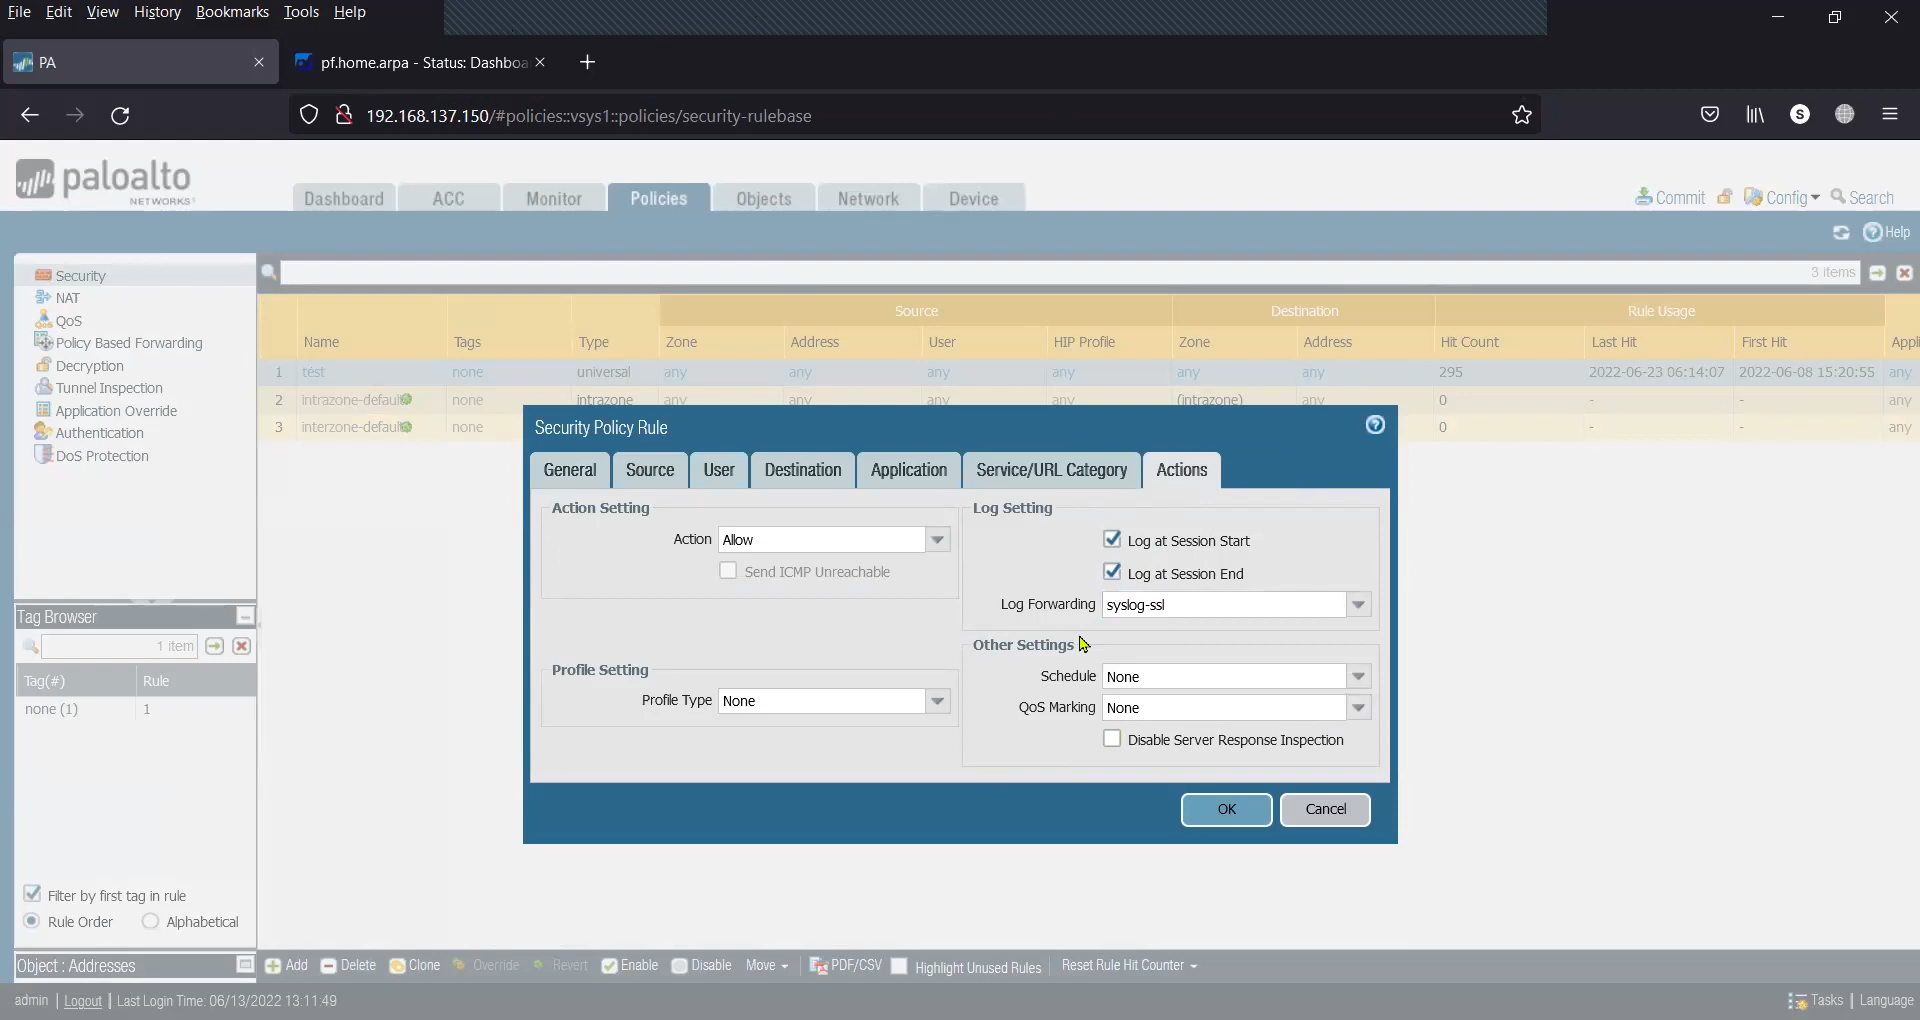 File Edit View History Bookmarks Tools Help
PA
pf.home.arpa - Status: Dashboa
192.168.137.150/#policies::vsys1::policies/security-rulebase
S
paloalto
NETWORKS
Dashboard ACC Monitor Policies Objects Network Device
Commit Config Search
Help
Security
NAT
QoS
Policy Based Forwarding
Decryption
Tunnel Inspection
Application Override
Authentication
DoS Protection
3 items
Source Destination Rule Usage
Name Tags Type Zone Address User HIP Profile Zone Address Hit Count Last Hit First Hit Appli
1 test none universal any any any any any any 295 2022-06-23 06:14:07 2022-06-08 15:20:55 any
2 intrazone-default none intrazone any any any any (intrazone) any 0 - - any
3 interzone-default none 0 - - any
Security Policy Rule
General Source User Destination Application Service/URL Category Actions
Action Setting
Action Allow
Send ICMP Unreachable
Profile Setting
Profile Type None
Log Setting
Log at Session Start
Log at Session End
Log Forwarding syslog-ssl
Other Settings
Schedule None
QoS Marking None
Disable Server Response Inspection
OK Cancel
Tag Browser
1 item
Tag(#) Rule
none (1) 1
Filter by first tag in rule
Rule Order Alphabetical
Object : Addresses
Add Delete Clone Override Revert Enable Disable Move PDF/CSV Highlight Unused Rules Reset Rule Hit Counter
admin | Logout | Last Login Time: 06/13/2022 13:11:49
Tasks | Language